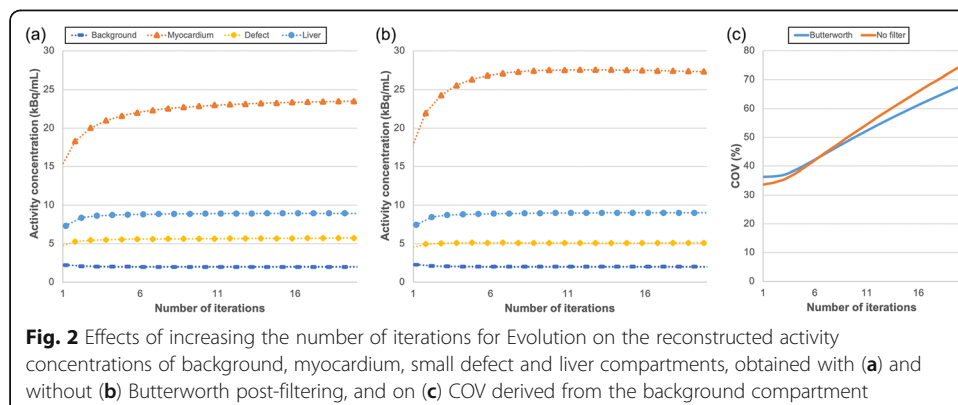 (a)
Background Myocardium Defect Liver
30
25
20
15
10
5
0
1 6 11 16
Activity concentration (kBq/mL)
Number of iterations
(b)
Background Myocardium Defect Liver
30
25
20
15
10
5
0
1 6 11 16
Activity concentration (kBq/mL)
Number of iterations
(c)
Butterworth No filter
80
70
60
50
40
30
20
10
0
1 6 11 16
COV (%)
Number of iterations
Fig. 2 Effects of increasing the number of iterations for Evolution on the reconstructed activity
concentrations of background, myocardium, small defect and liver compartments, obtained with (a) and
without (b) Butterworth post-filtering, and on (c) COV derived from the background compartment